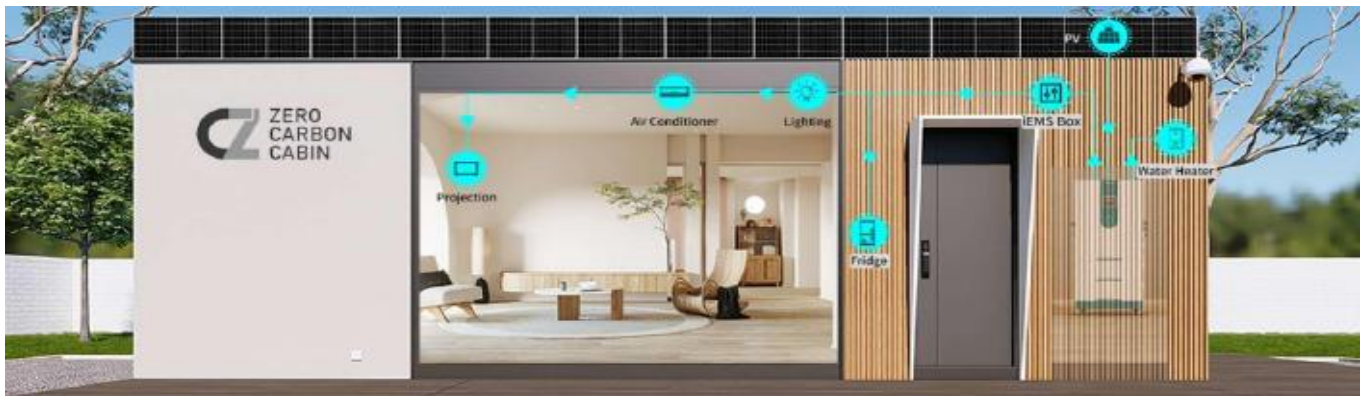 ZERO
CARBON
CABIN
PV
Air Conditioner
Lighting
iEMS Box
Water Heater
Projection
Fridge